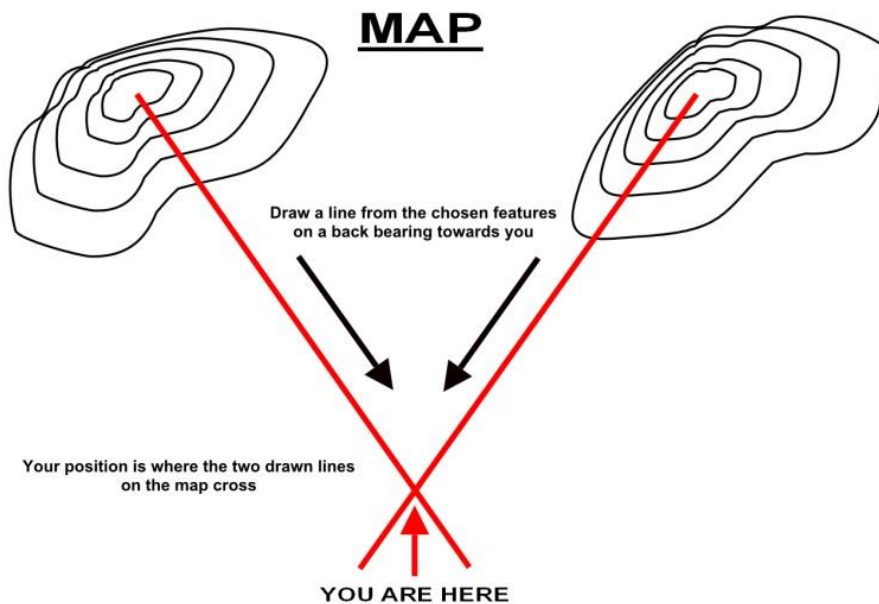 MAP
Draw a line from the chosen features
on a back bearing towards you
Your position is where the two drawn lines
on the map cross
YOU ARE HERE